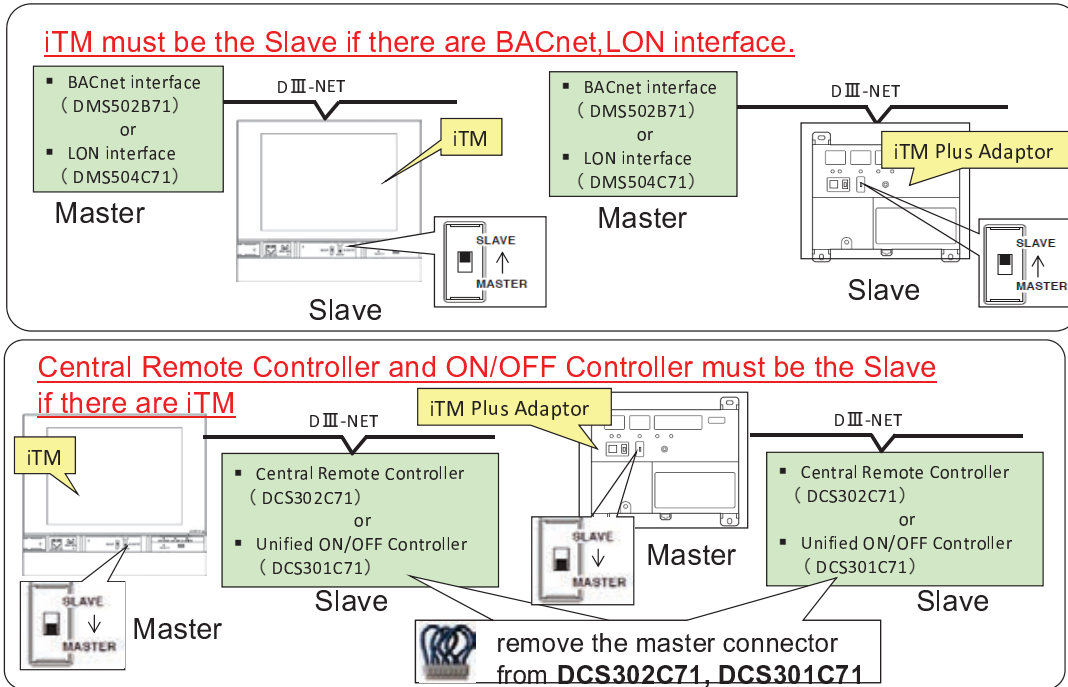 iTM must be the Slave if there are BACnet,LON interface.
▪ BACnet interface
( DMS502B71)
or
▪ LON interface
( DMS504C71)
Master
DⅢ-NET
iTM
SLAVE
↑
MASTER
Slave
▪ BACnet interface
( DMS502B71)
or
▪ LON interface
( DMS504C71)
Master
DⅢ-NET
iTM Plus Adaptor
SLAVE
↑
MASTER
Slave
Central Remote Controller and ON/OFF Controller must be the Slave
if there are iTM
iTM
SLAVE
↓
MASTER
Master
DⅢ-NET
▪ Central Remote Controller
( DCS302C71)
or
▪ Unified ON/OFF Controller
( DCS301C71)
Slave
iTM Plus Adaptor
SLAVE
↓
MASTER
Master
DⅢ-NET
▪ Central Remote Controller
( DCS302C71)
or
▪ Unified ON/OFF Controller
( DCS301C71)
Slave
remove the master connector
from DCS302C71, DCS301C71